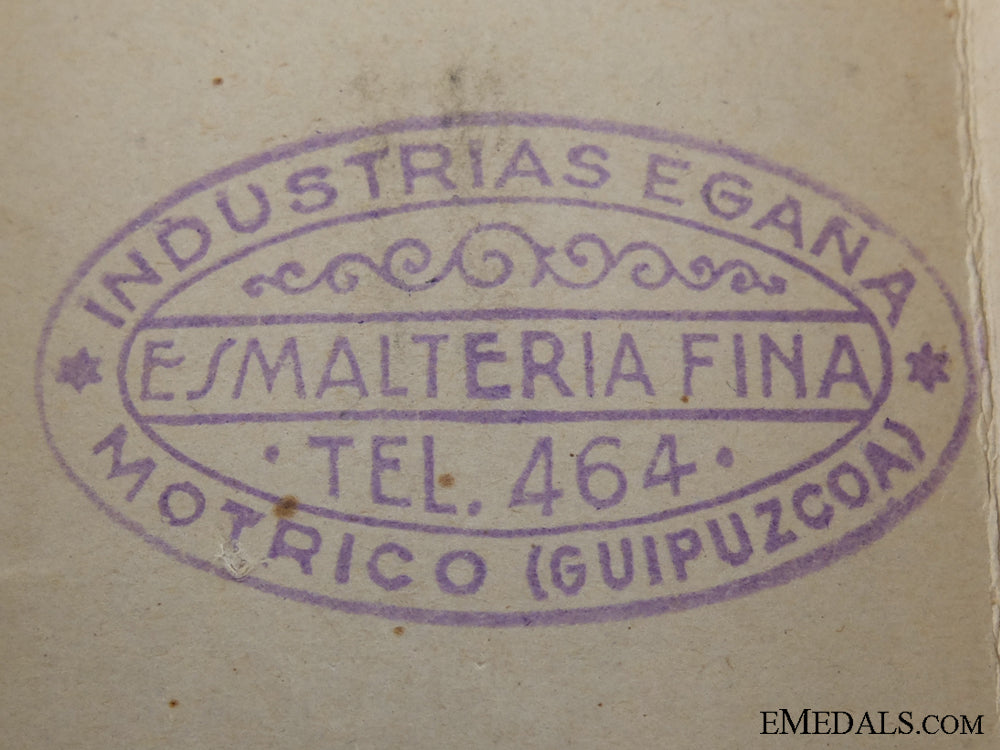 INDUSTRIAS EGAÑA
ESMALTERIA FINA
· TEL. 464 ·
MOTRICO (GUIPUZCOA)
EMEDALS.COM